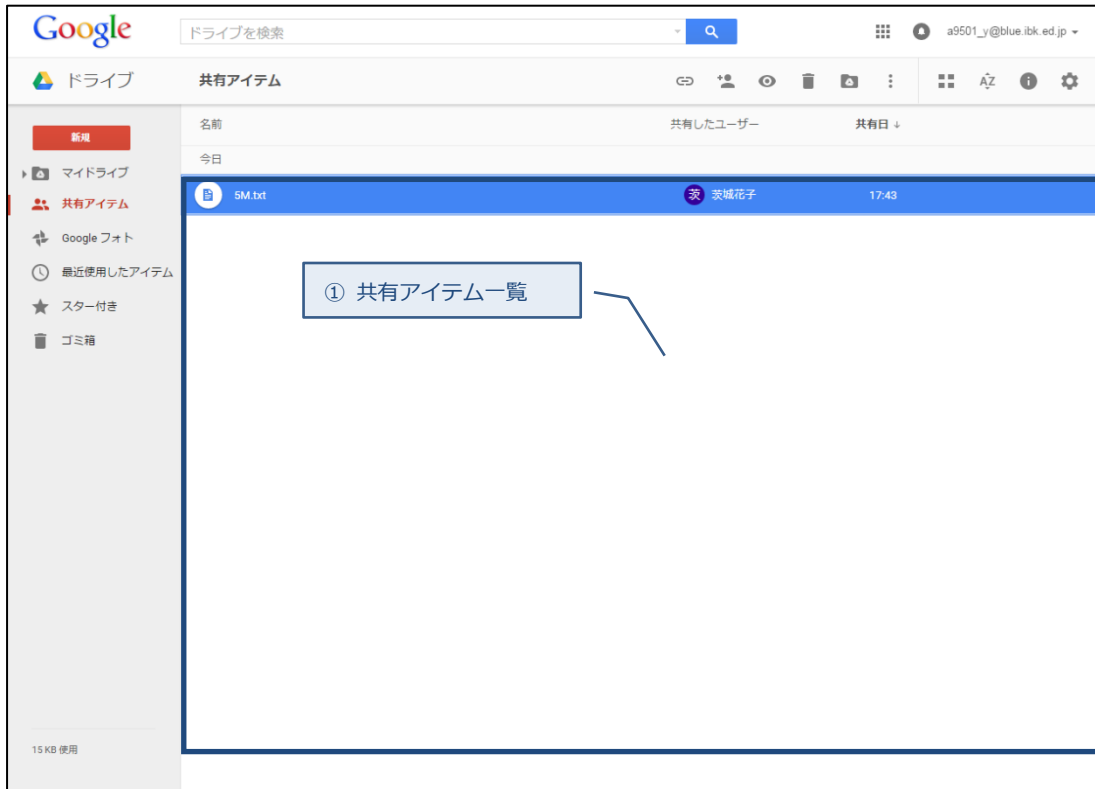 Google
ドライブを検索
a9501_y@blue.ibk.ed.jp
ドライブ
共有アイテム
AZ
新規
名前 共有したユーザー 共有日 ↓
今日
マイドライブ
5M.txt 茨 茨城花子 17:43
共有アイテム
Google フォト
最近使用したアイテム
① 共有アイテム一覧
スター付き
ゴミ箱
15 KB 使用